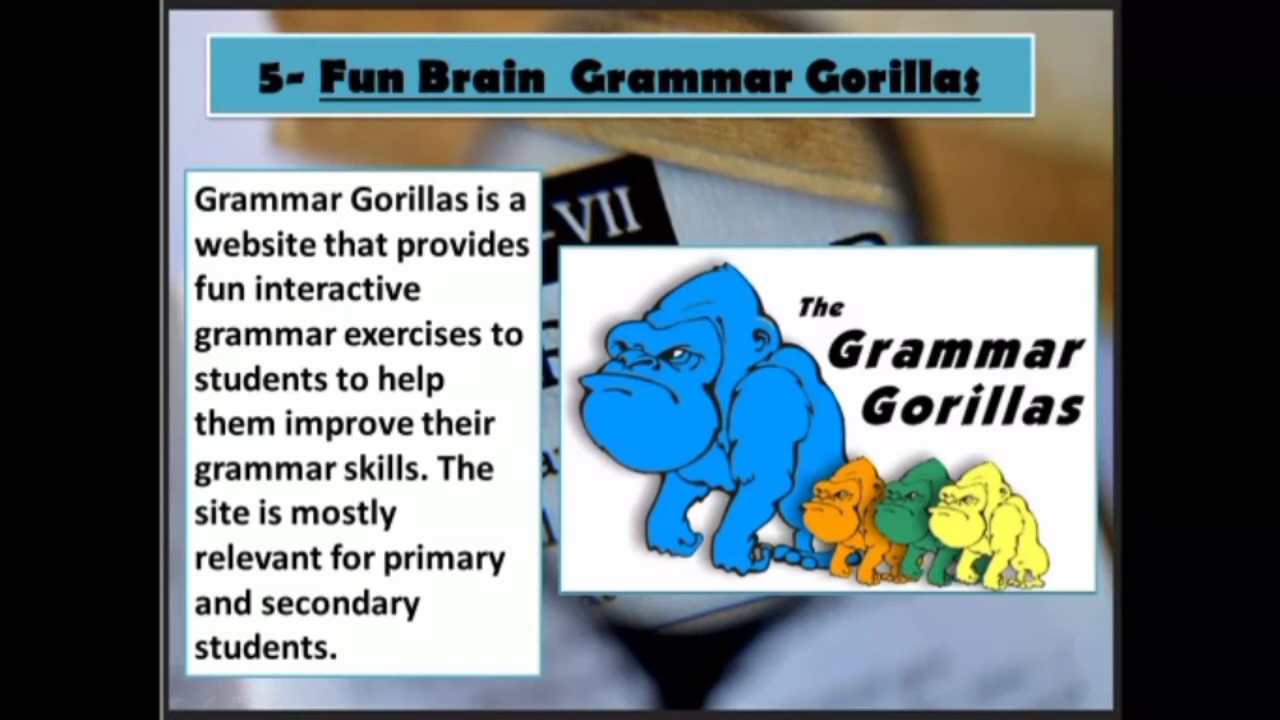 5- Fun Brain Grammar Gorillas
Grammar Gorillas is a
website that provides
fun interactive
grammar exercises to
students to help
them improve their
grammar skills. The
site is mostly
relevant for primary
and secondary
students.
VII
The
Grammar
Gorillas